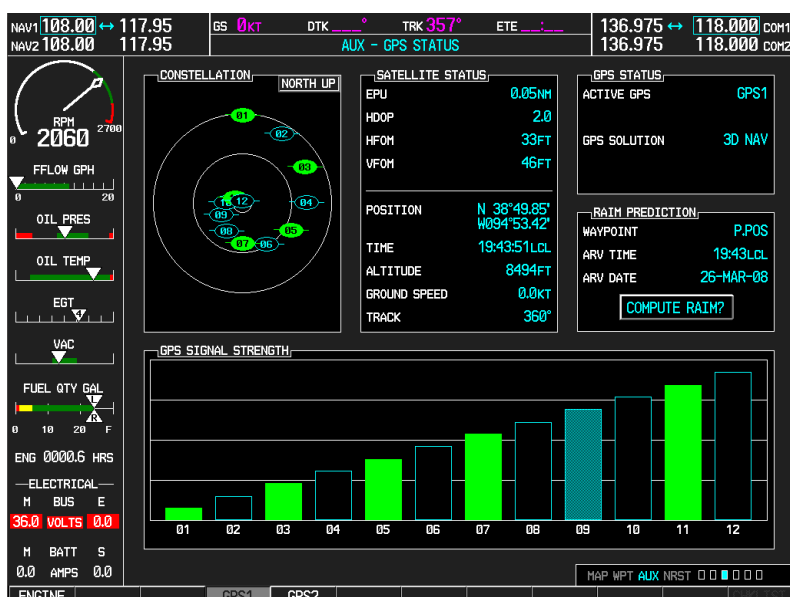 NAV1 108.00 ↔ 117.95
NAV2 108.00 117.95
GS 0KT DTK ___° TRK 357° ETE __:__
AUX - GPS STATUS
136.975 ↔ 118.000 COM1
136.975 118.000 COM2
RPM
2060
0 2700
FFLOW GPH
0 20
OIL PRES
OIL TEMP
EGT
4
VAC
FUEL QTY GAL
L
R
0 10 20 F
ENG 0000.6 HRS
ELECTRICAL
M BUS E
36.0 VOLTS 0.0
M BATT S
0.0 AMPS 0.0
CONSTELLATION
NORTH UP
01
02
03
12 04
09
08 05
07 06
SATELLITE STATUS
EPU 0.05NM
HDOP 2.0
HFOM 33FT
VFOM 46FT
POSITION N 38°49.85'
W094°53.42'
TIME 19:43:51LCL
ALTITUDE 8494FT
GROUND SPEED 0.0KT
TRACK 360°
GPS STATUS
ACTIVE GPS GPS1
GPS SOLUTION 3D NAV
RAIM PREDICTION
WAYPOINT P.POS
ARV TIME 19:43LCL
ARV DATE 26-MAR-08
COMPUTE RAIM?
GPS SIGNAL STRENGTH
01 02 03 04 05 06 07 08 09 10 11 12
MAP WPT AUX NRST
ENGINE GPS1 GPS2 CHKLIST